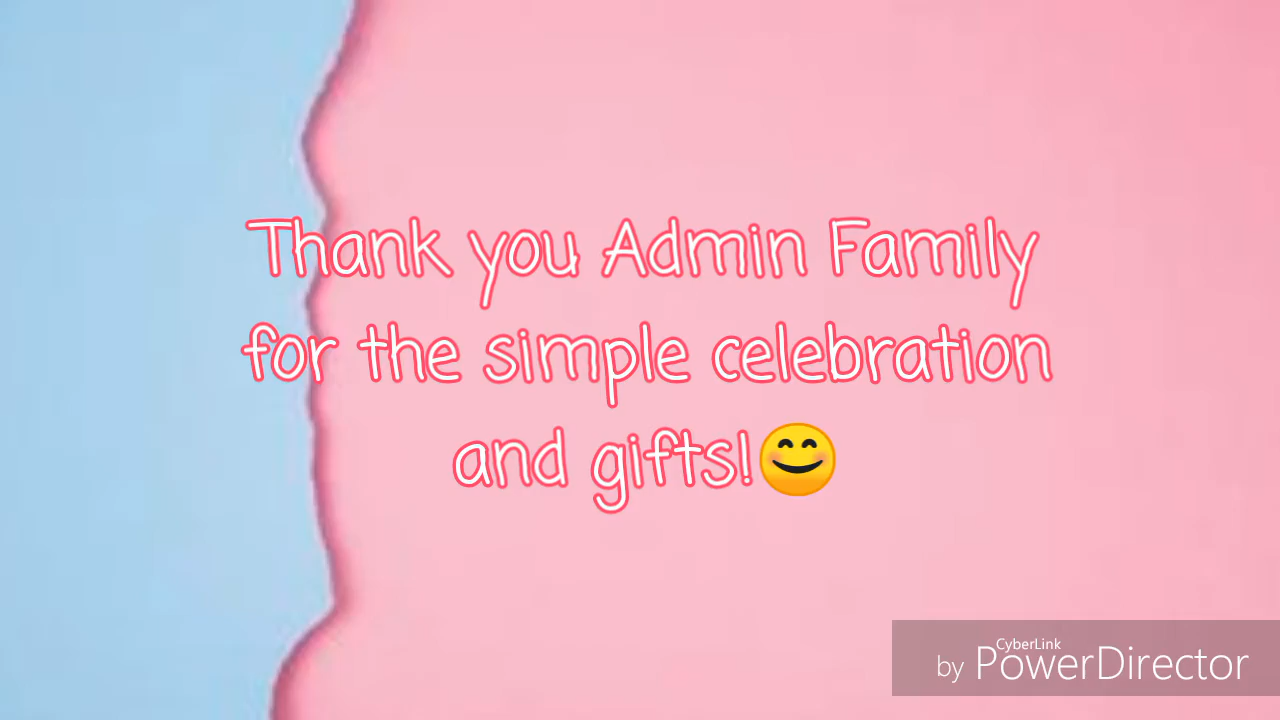 Thank you Admin Family
for the simple celebration
and gifts!😊
CyberLink
by PowerDirector